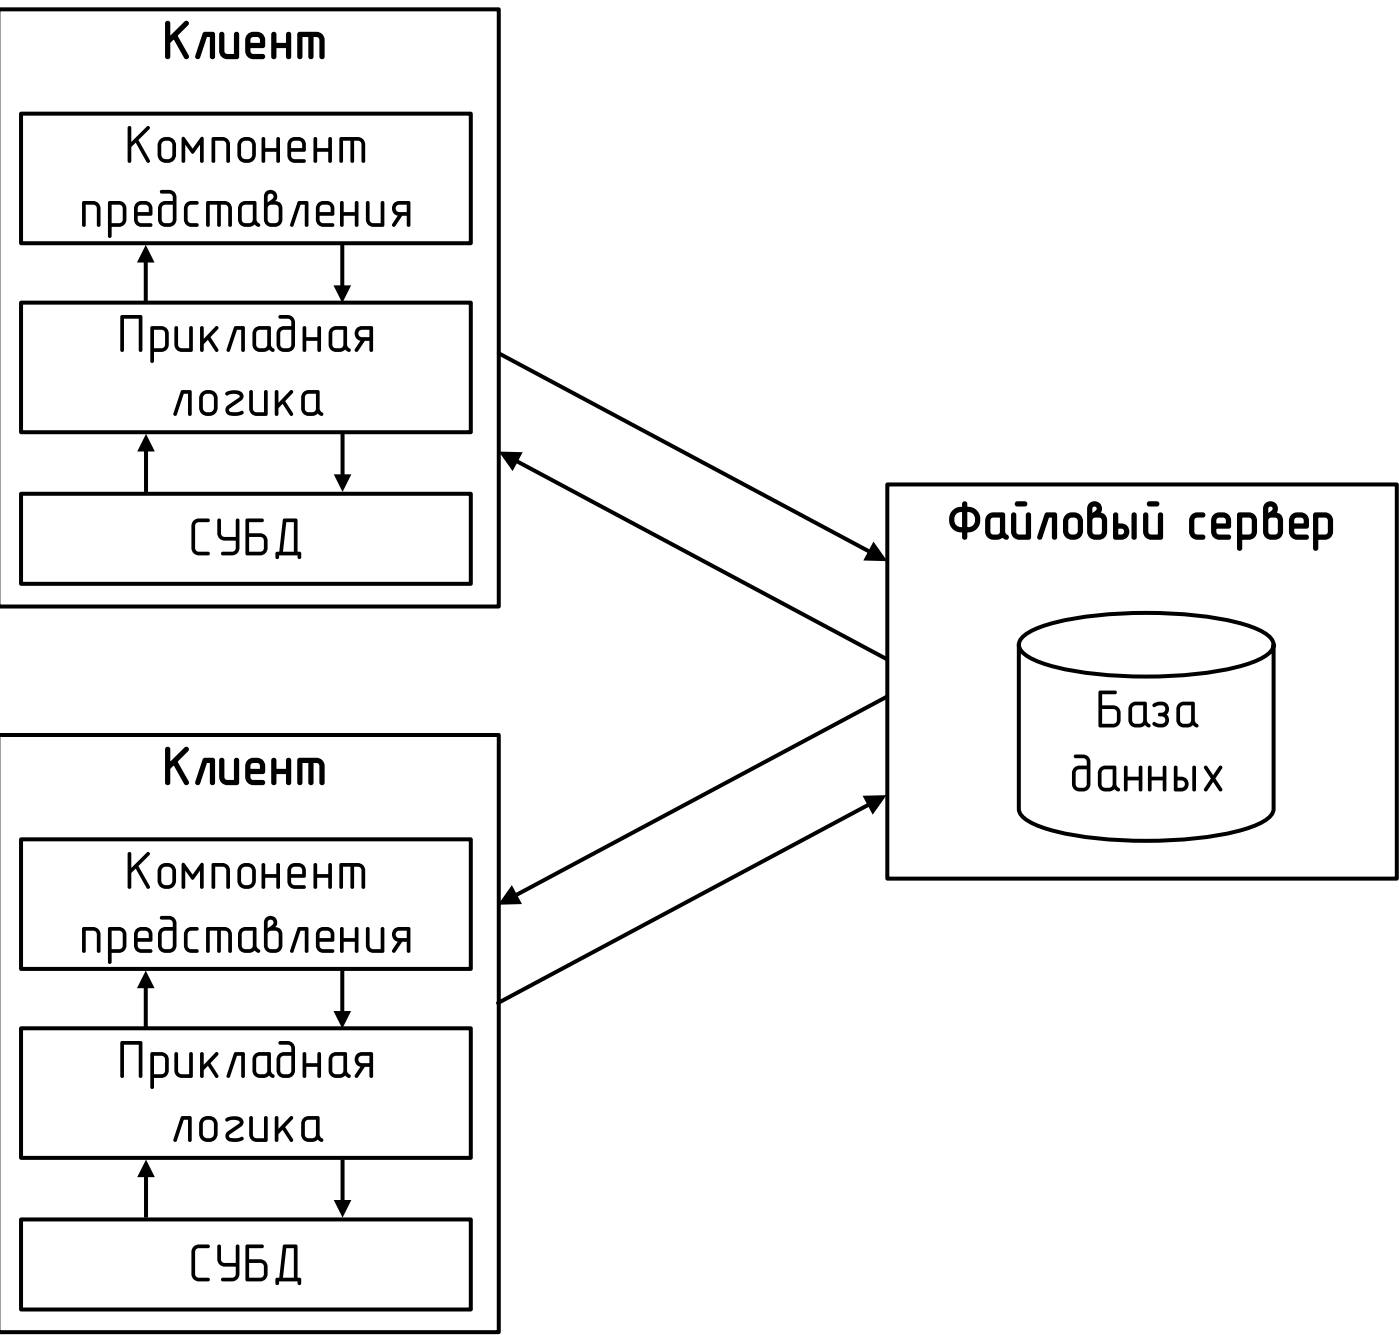 Клиент
Компонент
представления
Прикладная
логика
СУБД
Файловый сервер
База
данных
Клиент
Компонент
представления
Прикладная
логика
СУБД